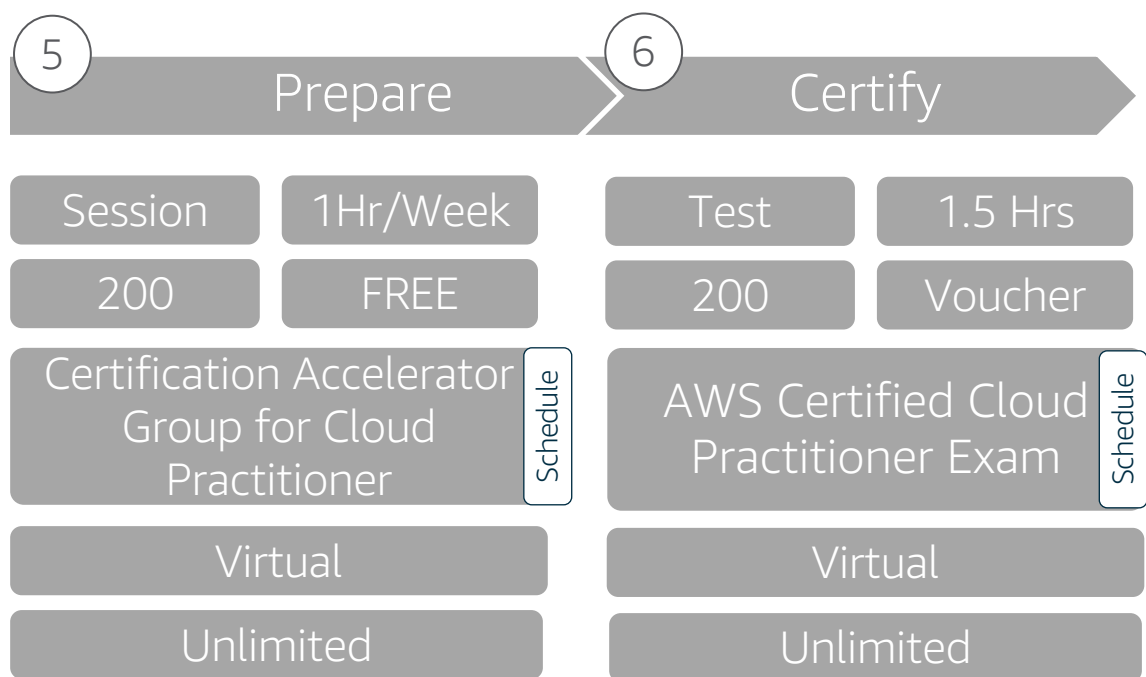 5
Prepare
Session
1Hr/Week
200
FREE
Certification Accelerator
Group for Cloud
Practitioner
Schedule
Virtual
Unlimited
6
Certify
Test
1.5 Hrs
200
Voucher
AWS Certified Cloud
Practitioner Exam
Schedule
Virtual
Unlimited